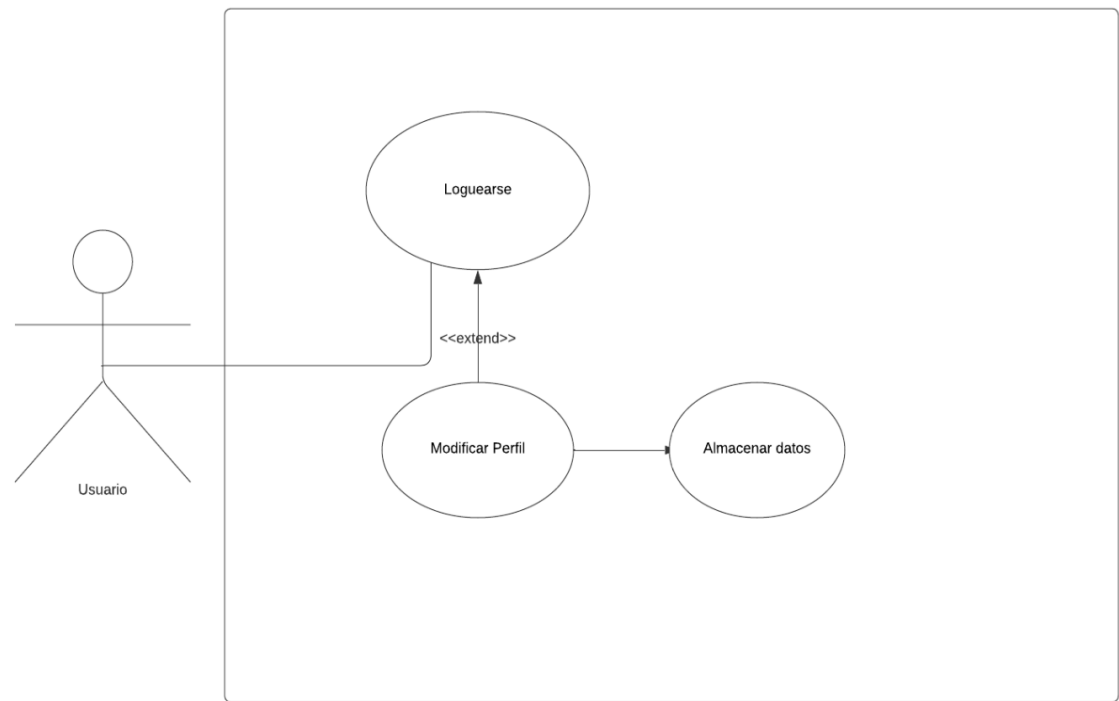 Loguearse
<<extend>>
Modificar Perfil
Almacenar datos
Usuario